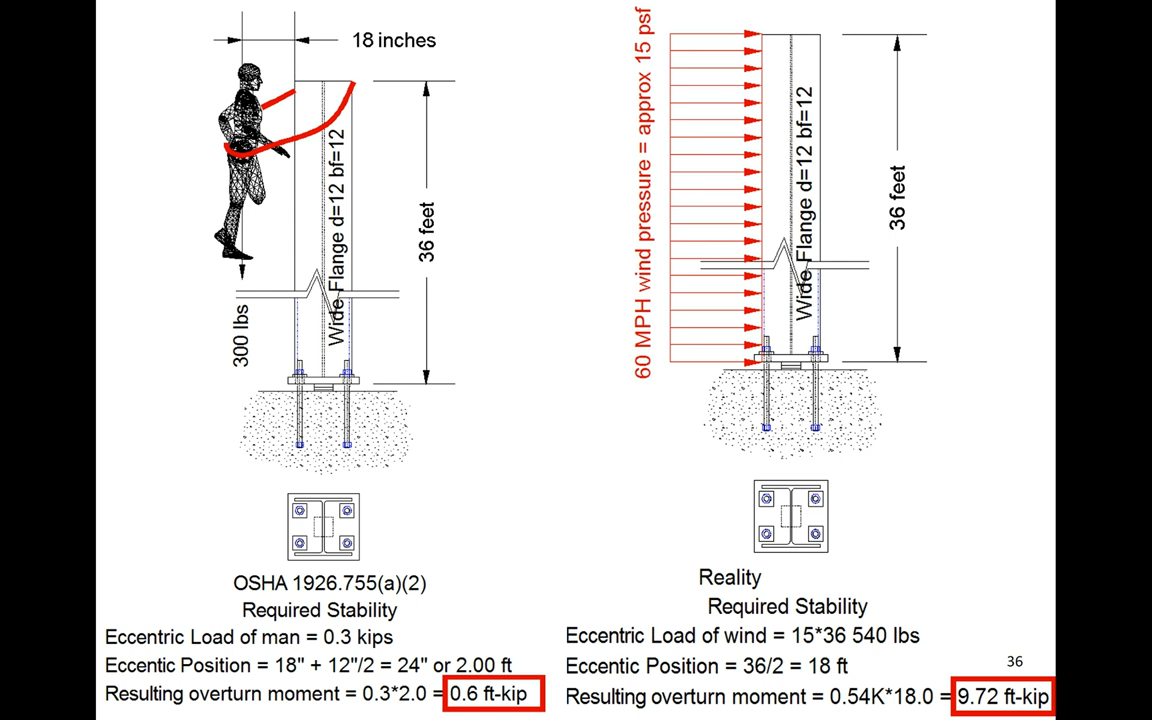 18 inches
Wide Flange d=12 bf=12
36 feet
300 lbs
OSHA 1926.755(a)(2)
Required Stability
Eccentric Load of man = 0.3 kips
Eccentic Position = 18" + 12"/2 = 24" or 2.00 ft
Resulting overturn moment = 0.3*2.0 = 0.6 ft-kip
60 MPH wind pressure = approx 15 psf
Wide Flange d=12 bf=12
36 feet
Reality
Required Stability
Eccentric Load of wind = 15*36 540 lbs
Eccentic Position = 36/2 = 18 ft
Resulting overturn moment = 0.54K*18.0 = 9.72 ft-kip
36